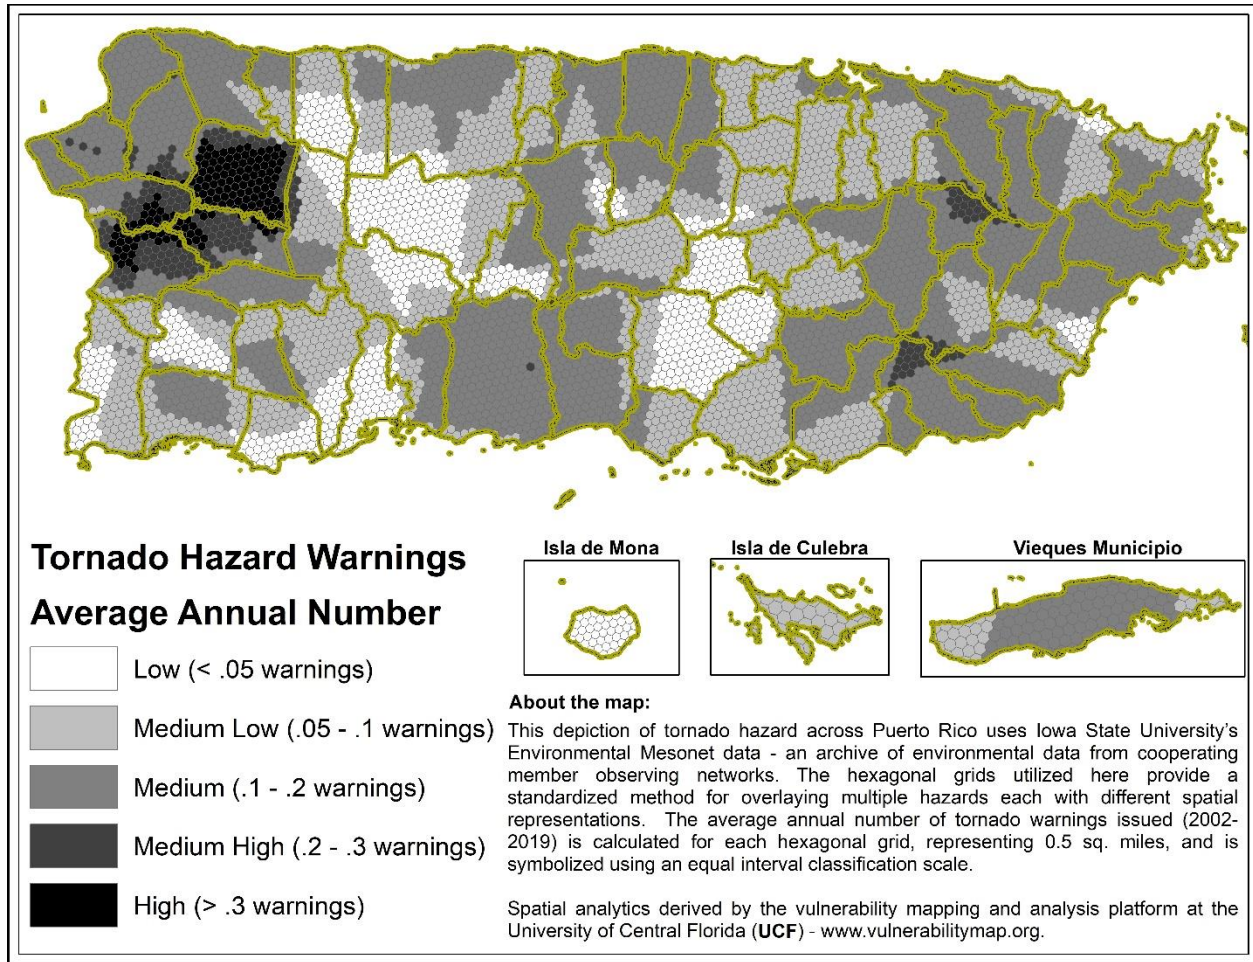 Tornado Hazard Warnings
Average Annual Number
Low (< .05 warnings)
Medium Low (.05 - .1 warnings)
Medium (.1 - .2 warnings)
Medium High (.2 - .3 warnings)
High (> .3 warnings)
Isla de Mona
Isla de Culebra
Vieques Municipio
About the map:
This depiction of tornado hazard across Puerto Rico uses Iowa State University's
Environmental Mesonet data - an archive of environmental data from cooperating
member observing networks. The hexagonal grids utilized here provide a
standardized method for overlaying multiple hazards each with different spatial
representations. The average annual number of tornado warnings issued (2002-
2019) is calculated for each hexagonal grid, representing 0.5 sq. miles, and is
symbolized using an equal interval classification scale.
Spatial analytics derived by the vulnerability mapping and analysis platform at the
University of Central Florida (UCF) - www.vulnerabilitymap.org.